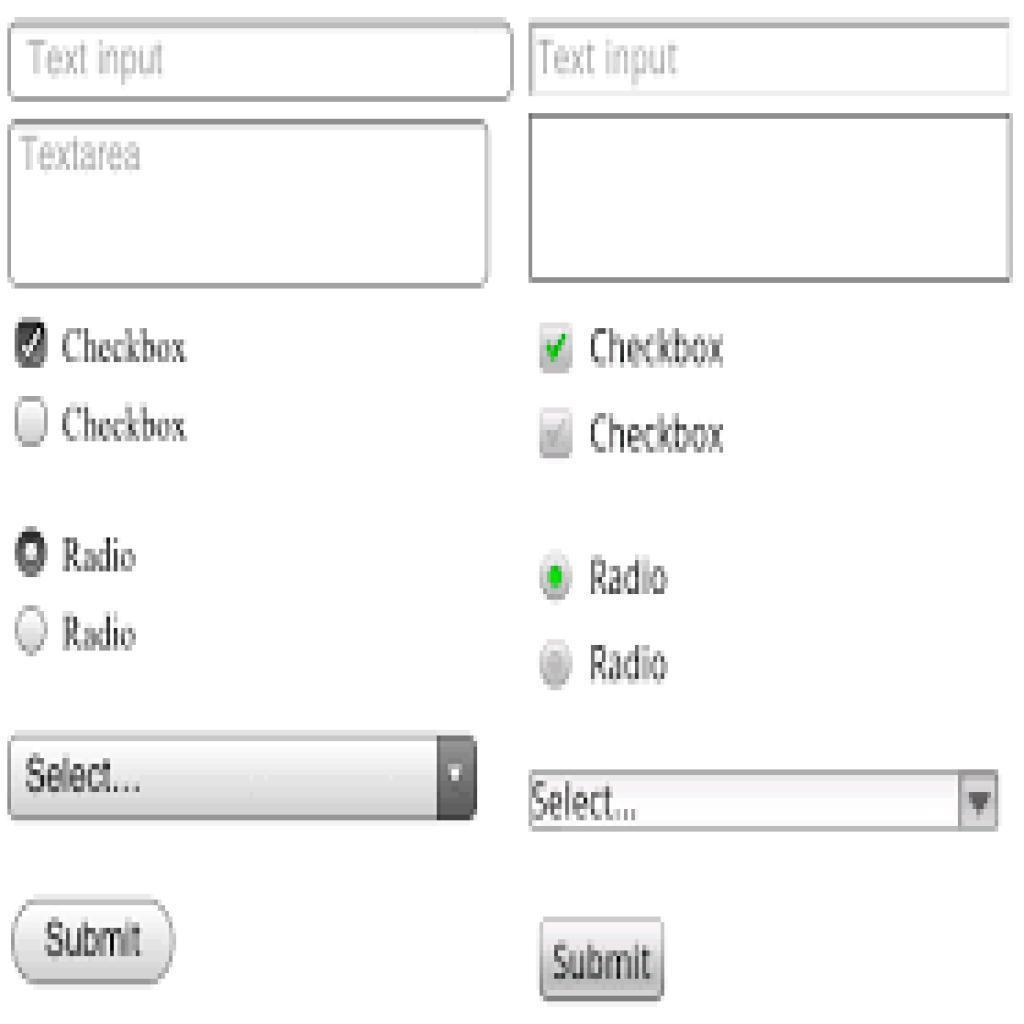 Text input
Textarea
Checkbox
Checkbox
Radio
Radio
Select...
Submit
Text input
Checkbox
Checkbox
Radio
Radio
Select...
Submit